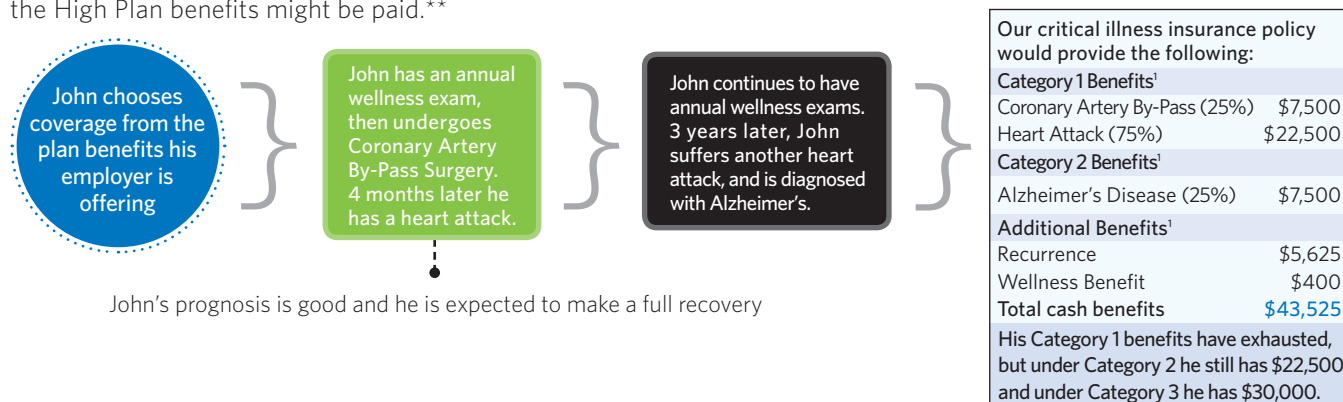 the High Plan benefits might be paid.**
John chooses
coverage from the
plan benefits his
employer is
offering
John has an annual
wellness exam,
then undergoes
Coronary Artery
By-Pass Surgery.
4 months later he
has a heart attack.
John continues to have
annual wellness exams.
3 years later, John
suffers another heart
attack, and is diagnosed
with Alzheimer's.
John's prognosis is good and he is expected to make a full recovery
Our critical illness insurance policy
would provide the following:
Category 1 Benefits¹
Coronary Artery By-Pass (25%) $7,500
Heart Attack (75%) $22,500
Category 2 Benefits¹
Alzheimer's Disease (25%) $7,500
Additional Benefits¹
Recurrence $5,625
Wellness Benefit $400
Total cash benefits $43,525
His Category 1 benefits have exhausted,
but under Category 2 he still has $22,500
and under Category 3 he has $30,000.